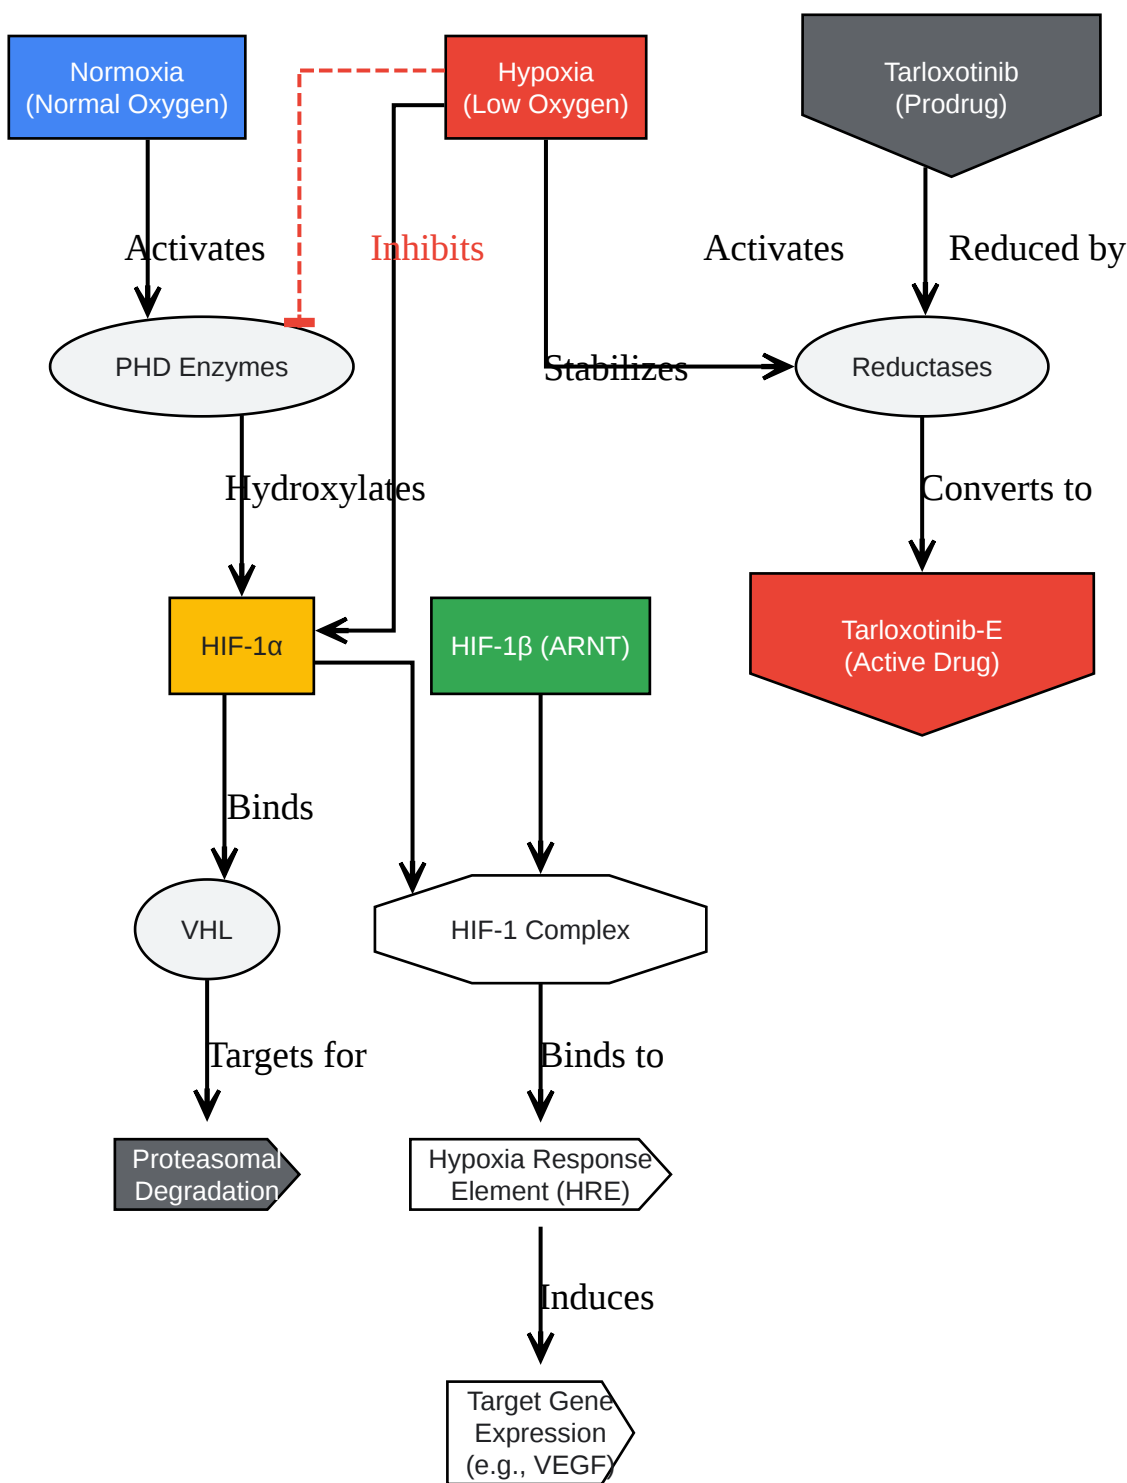 Normoxia
(Normal Oxygen)
Hypoxia
(Low Oxygen)
Tarloxotinib
(Prodrug)
Activates
Inhibits
Activates
Reduced by
PHD Enzymes
Stabilizes
Reductases
Hydroxylates
Converts to
HIF-1α
HIF-1β (ARNT)
Tarloxotinib-E
(Active Drug)
Binds
VHL
HIF-1 Complex
Targets for
Binds to
Proteasomal
Degradation
Hypoxia Response
Element (HRE)
Induces
Target Gene
Expression
(e.g., VEGF)